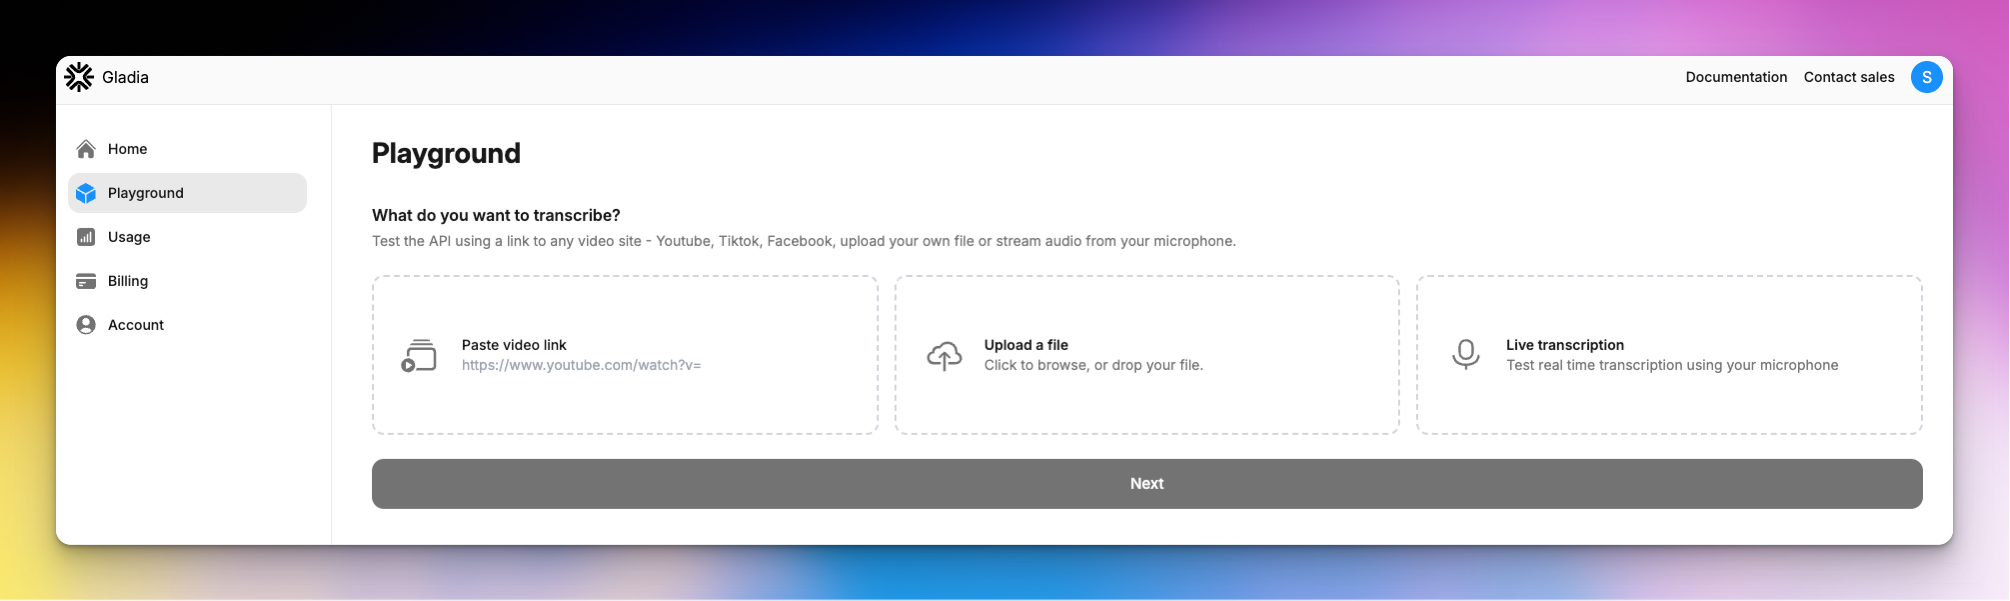 Gladia
Documentation
Contact sales
S
Home
Playground
Usage
Billing
Account
Playground
What do you want to transcribe?
Test the API using a link to any video site - Youtube, Tiktok, Facebook, upload your own file or stream audio from your microphone.
Paste video link
https://www.youtube.com/watch?v=
Upload a file
Click to browse, or drop your file.
Live transcription
Test real time transcription using your microphone
Next